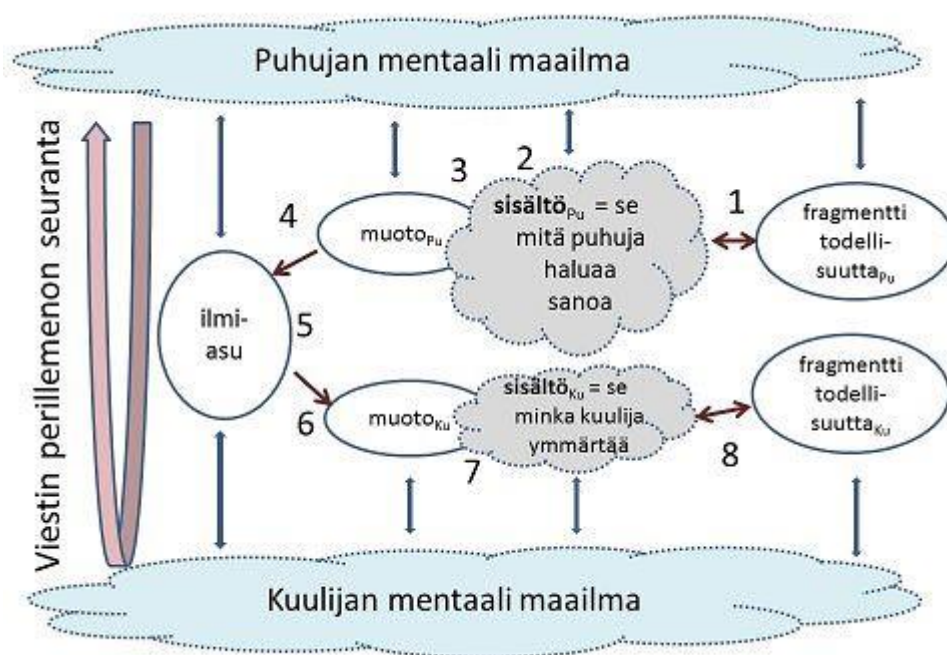 Puhujan mentaali maailma
Viestin perillemenon seuranta
3
2
4
1
muotoPu
sisältöPu = se
mitä puhuja
haluaa
sanoa
fragmentti
todelli-
suuttaPu
ilmi-
asu
5
6
muotoKu
7
sisältöKu = se
minka kuulija
ymmärtää
8
fragmentti
todelli-
suuttaKu
Kuulijan mentaali maailma